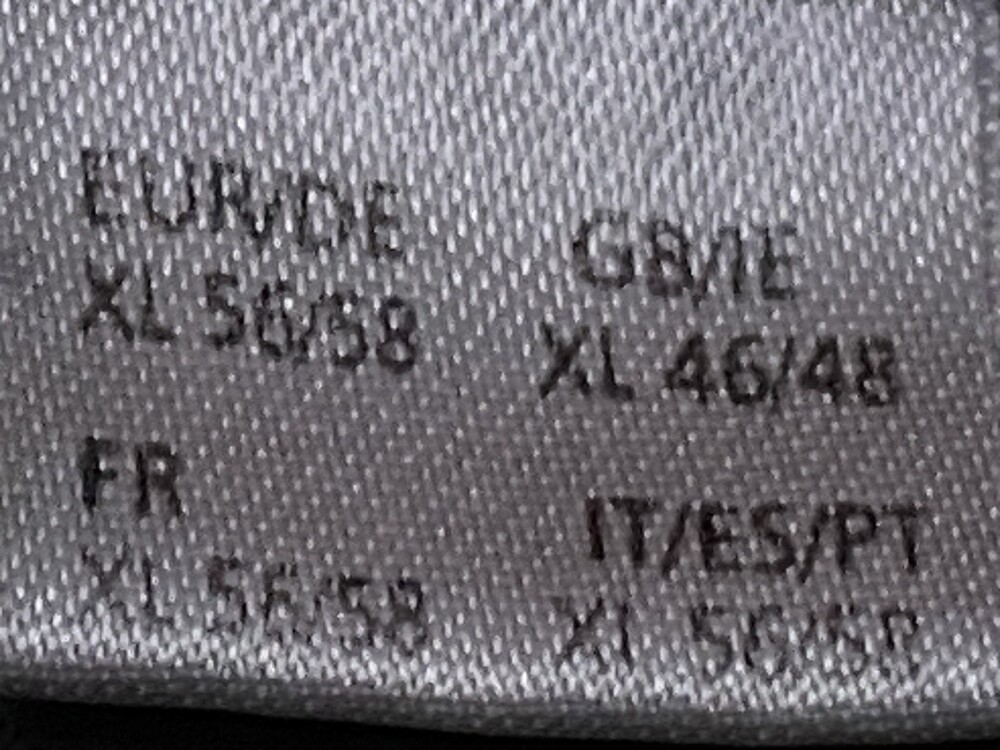 EUR/DE GB/IE
XL 56/58 XL 46/48
FR IT/ES/PT
XL 56/58 XL 56/58